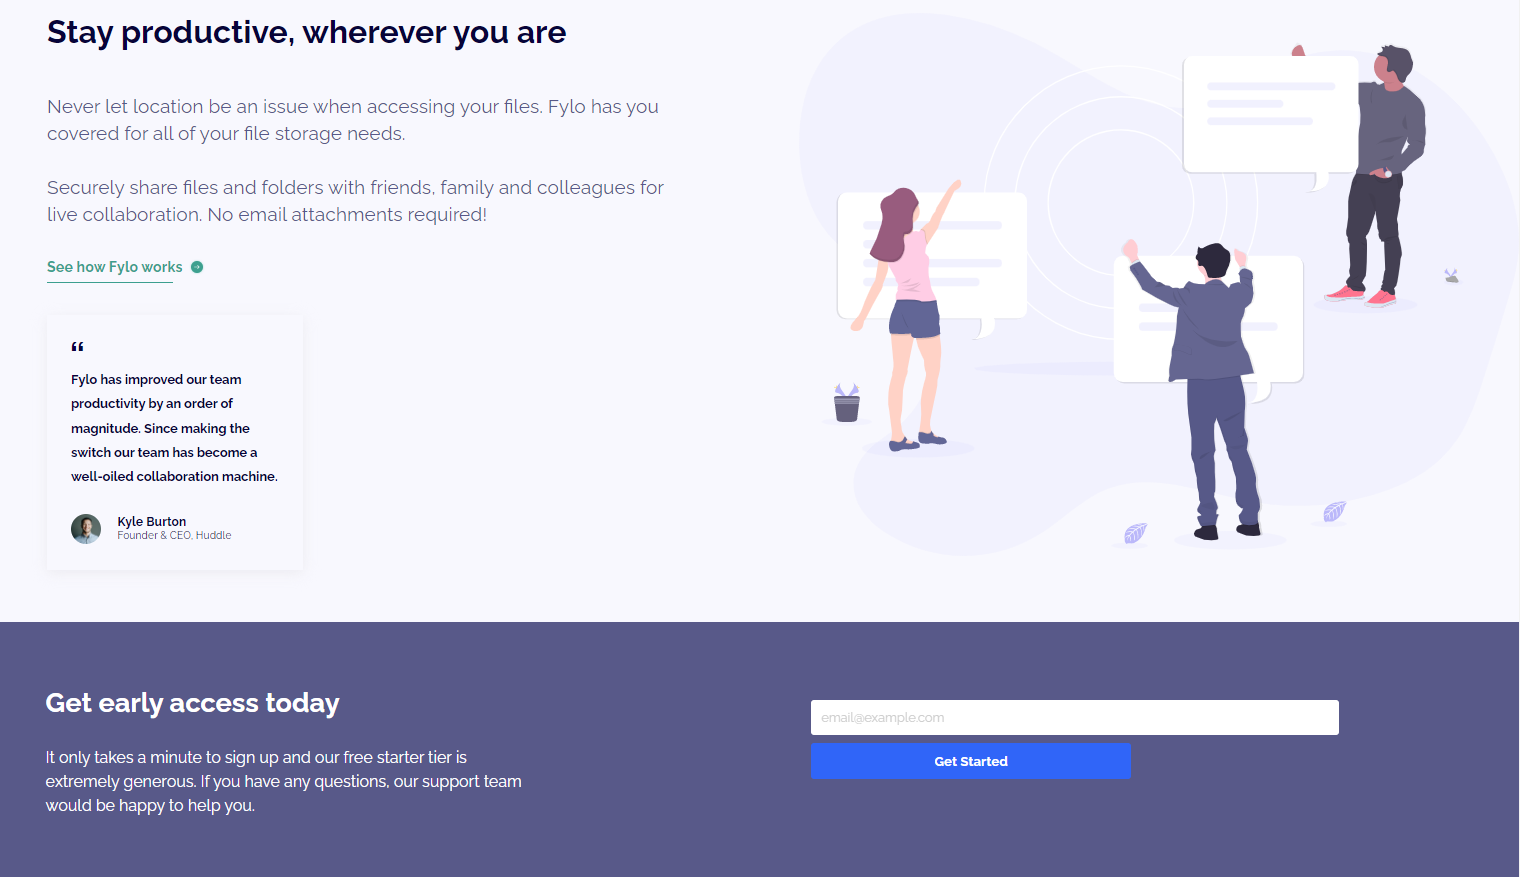 Stay productive, wherever you are
Never let location be an issue when accessing your files. Fylo has you
covered for all of your file storage needs.
Securely share files and folders with friends, family and colleagues for
live collaboration. No email attachments required!
See how Fylo works
“
Fylo has improved our team
productivity by an order of
magnitude. Since making the
switch our team has become a
well-oiled collaboration machine.
Kyle Burton
Founder & CEO, Huddle
Get early access today
It only takes a minute to sign up and our free starter tier is
extremely generous. If you have any questions, our support team
would be happy to help you.
email@example.com
Get Started